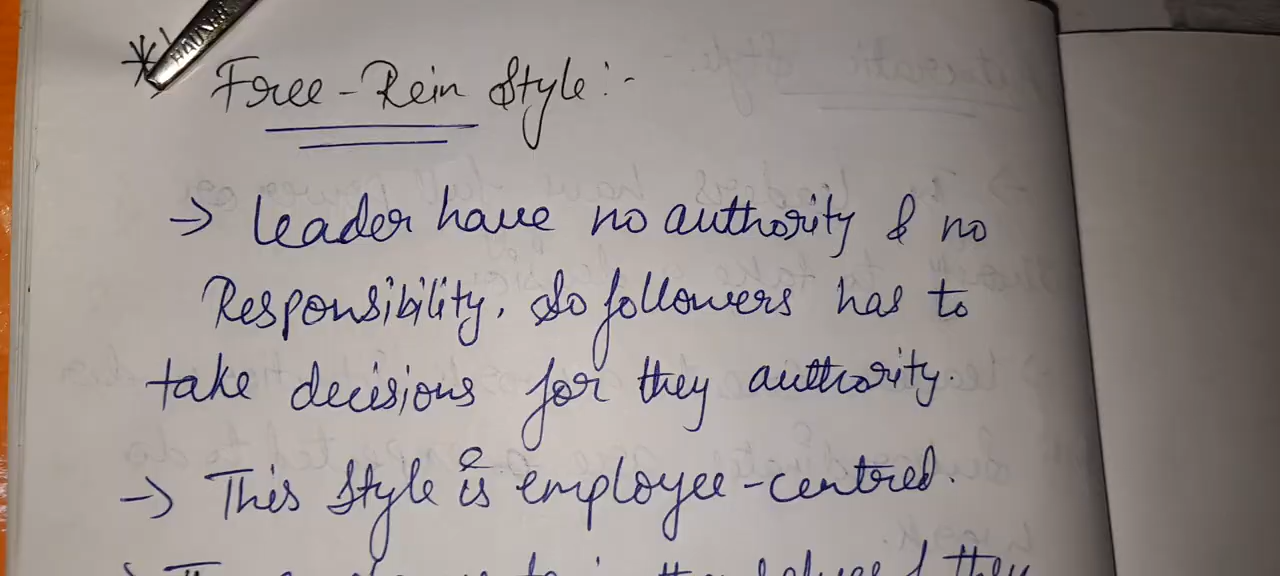 HAUSER
Free-Rein Style:-
→ Leader have no authority & no
Responsibility. So followers has to
take decisions for they authority.
→ This Style is employee-centred.